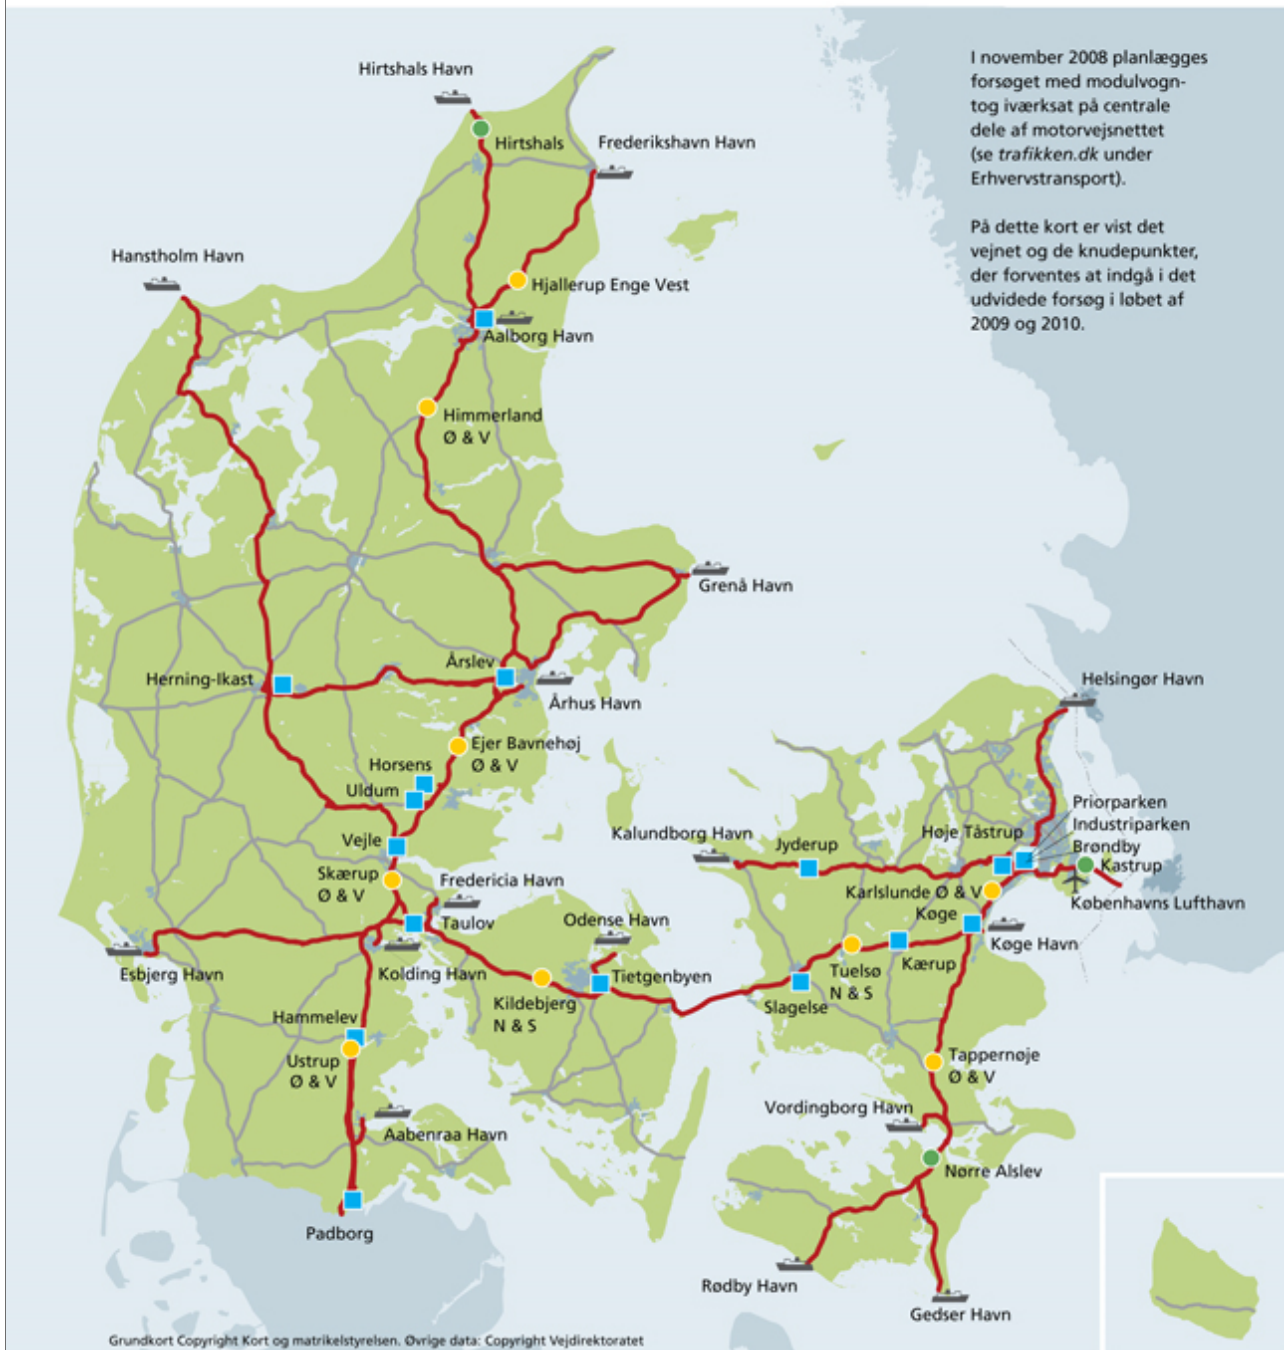 I november 2008 planlægges
forsøget med modulvogn-
tog iværksat på centrale
dele af motorvejsnettet
(se trafikken.dk under
Erhvervstransport).
På dette kort er vist det
vejnet og de knudepunkter,
der forventes at indgå i det
udvidede forsøg i løbet af
2009 og 2010.
Hirtshals Havn
Hirtshals
Frederikshavn Havn
Hanstholm Havn
Hjallerup Enge Vest
Aalborg Havn
Himmerland
Ø & V
Grenå Havn
Årslev
Herning-Ikast
Århus Havn
Helsingør Havn
Ejer Bavnehøj
Ø & V
Horsens
Uldum
Vejle
Skærup
Ø & V
Fredericia Havn
Taulov
Kolding Havn
Esbjerg Havn
Odense Havn
Tietgenbyen
Kildebjerg
N & S
Hammelev
Ustrup
Ø & V
Aabenraa Havn
Padborg
Kalundborg Havn
Jyderup
Høje Tåstrup
Priorparken
Industriparken
Brøndby
Kastrup
Københavns Lufthavn
Karlslunde Ø & V
Køge
Køge Havn
Kærup
Tuelsø
N & S
Slagelse
Tappernøje
Ø & V
Vordingborg Havn
Nørre Alslev
Rødby Havn
Gedser Havn
Grundkort Copyright Kort og matrikelstyrelsen. Øvrige data: Copyright Vejdirektoratet